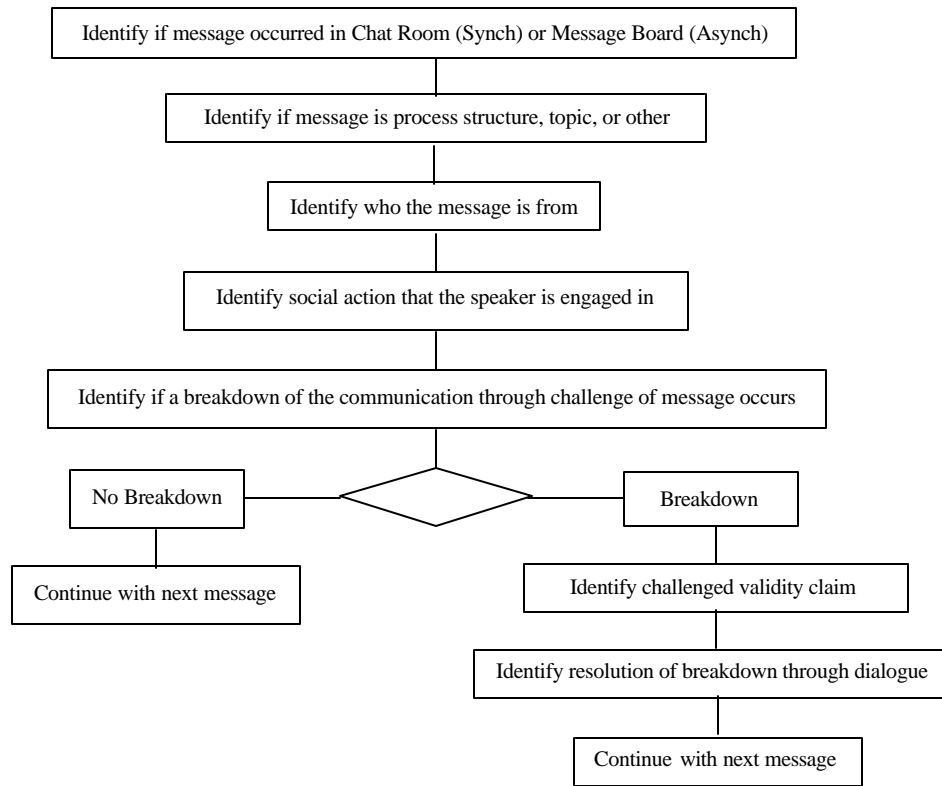 Identify if message occurred in Chat Room (Synch) or Message Board (Asynch)
Identify if message is process structure, topic, or other
Identify who the message is from
Identify social action that the speaker is engaged in
Identify if a breakdown of the communication through challenge of message occurs
No Breakdown
Breakdown
Continue with next message
Identify challenged validity claim
Identify resolution of breakdown through dialogue
Continue with next message